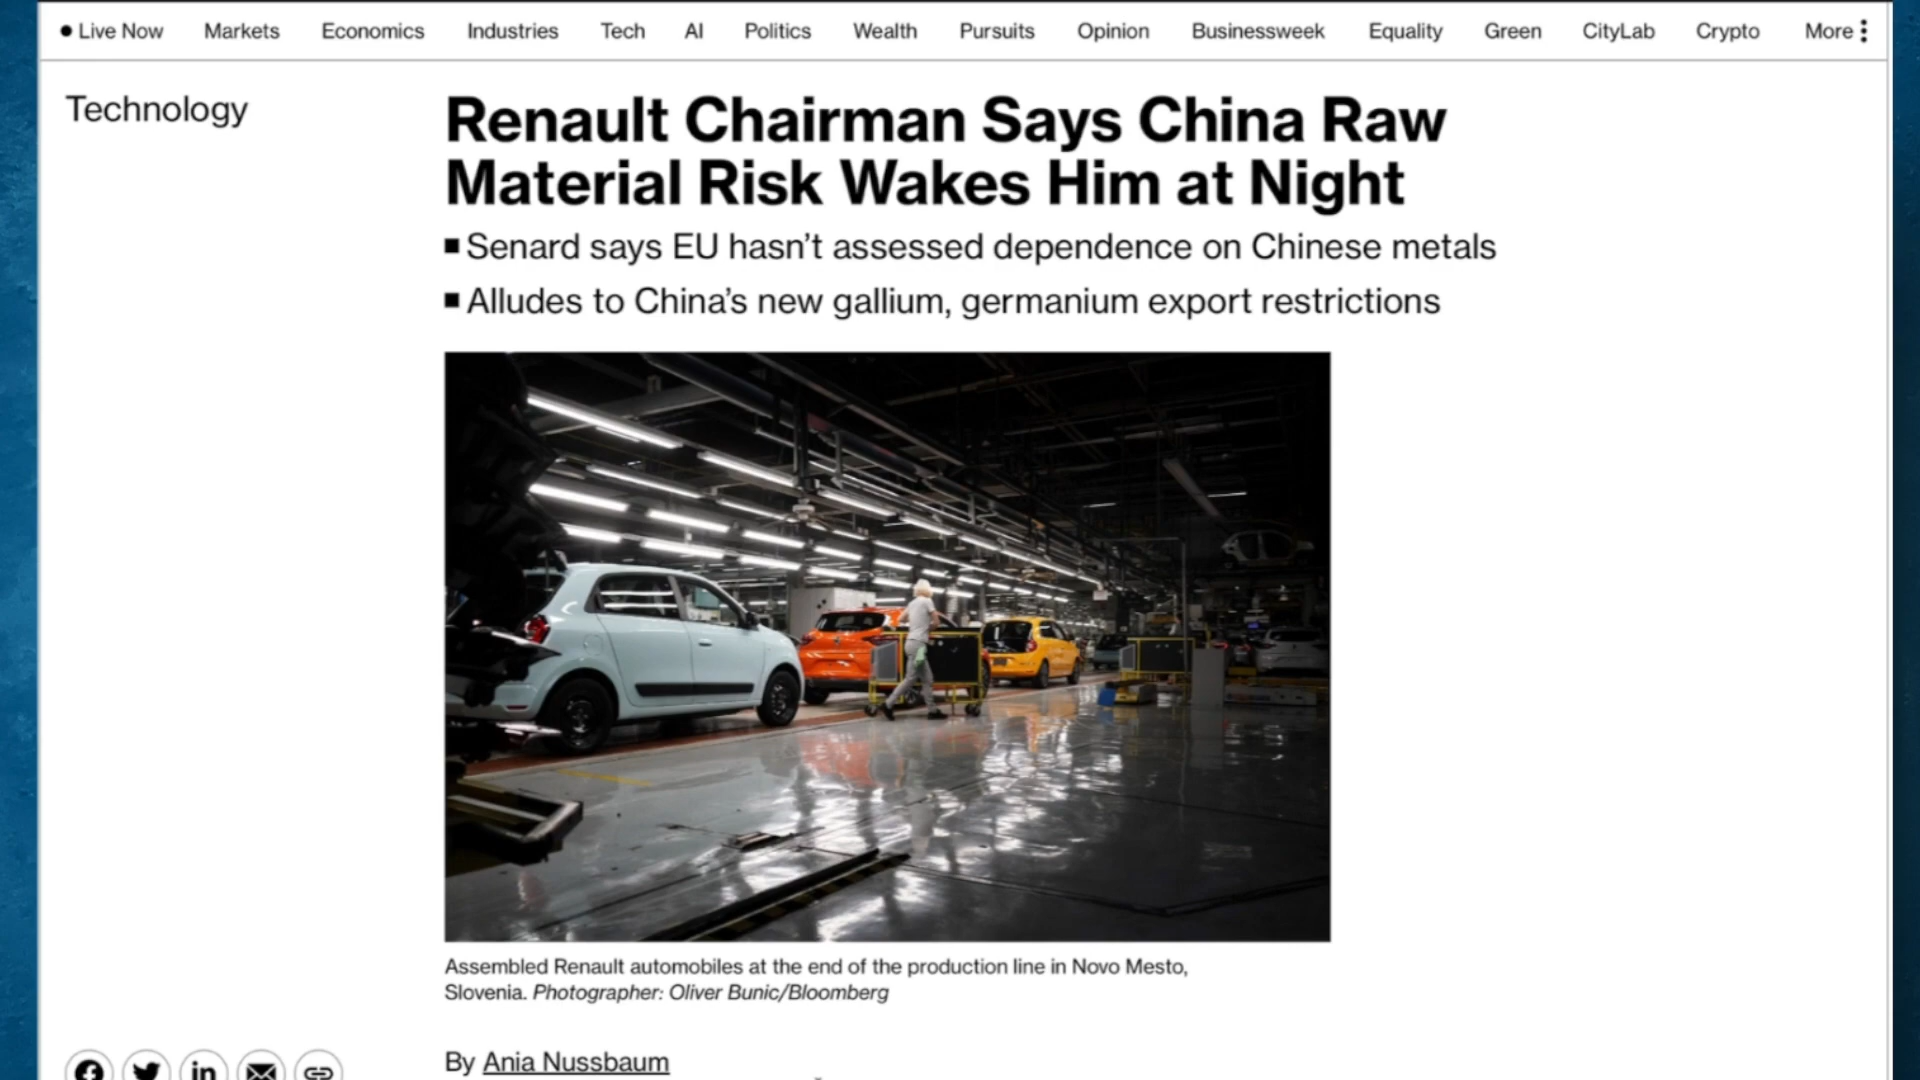 Live Now Markets Economics Industries Tech AI Politics Wealth Pursuits Opinion Businessweek Equality Green CityLab Crypto More
Technology
Renault Chairman Says China Raw
Material Risk Wakes Him at Night
Senard says EU hasn't assessed dependence on Chinese metals
Alludes to China's new gallium, germanium export restrictions
Assembled Renault automobiles at the end of the production line in Novo Mesto,
Slovenia. Photographer: Oliver Bunic/Bloomberg
By Ania Nussbaum